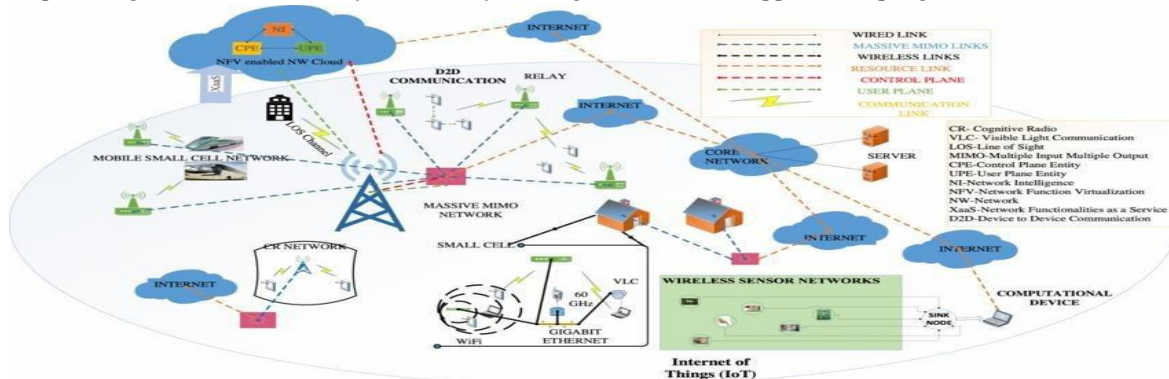 NI
CPE
UPE
NFV enabled NW Cloud
XaaS
INTERNET
D2D
COMMUNICATION
RELAY
LOS Channel
INTERNET
WIRED LINK
MASSIVE MIMO LINKS
WIRELESS LINKS
RESOURCE LINK
CONTROL PLANE
USER PLANE
COMMUNICATION
LINK
MOBILE SMALL CELL NETWORK
CORE
NETWORK
SERVER
CR- Cognitive Radio
VLC- Visible Light Communication
LOS-Line of Sight
MIMO-Multiple Input Multiple Output
CPE-Control Plane Entity
UPE-User Plane Entity
NI-Network Intelligence
NFV-Network Function Virtualization
NW-Network
XaaS-Network Functionalities as a Service
D2D-Device to Device Communication
MASSIVE MIMO
NETWORK
CR NETWORK
SMALL CELL
INTERNET
INTERNET
INTERNET
VLC
60
GHz
WiFi
GIGABIT
ETHERNET
WIRELESS SENSOR NETWORKS
SINK
NODE
COMPUTATIONAL
DEVICE
Internet of
Things (IoT)